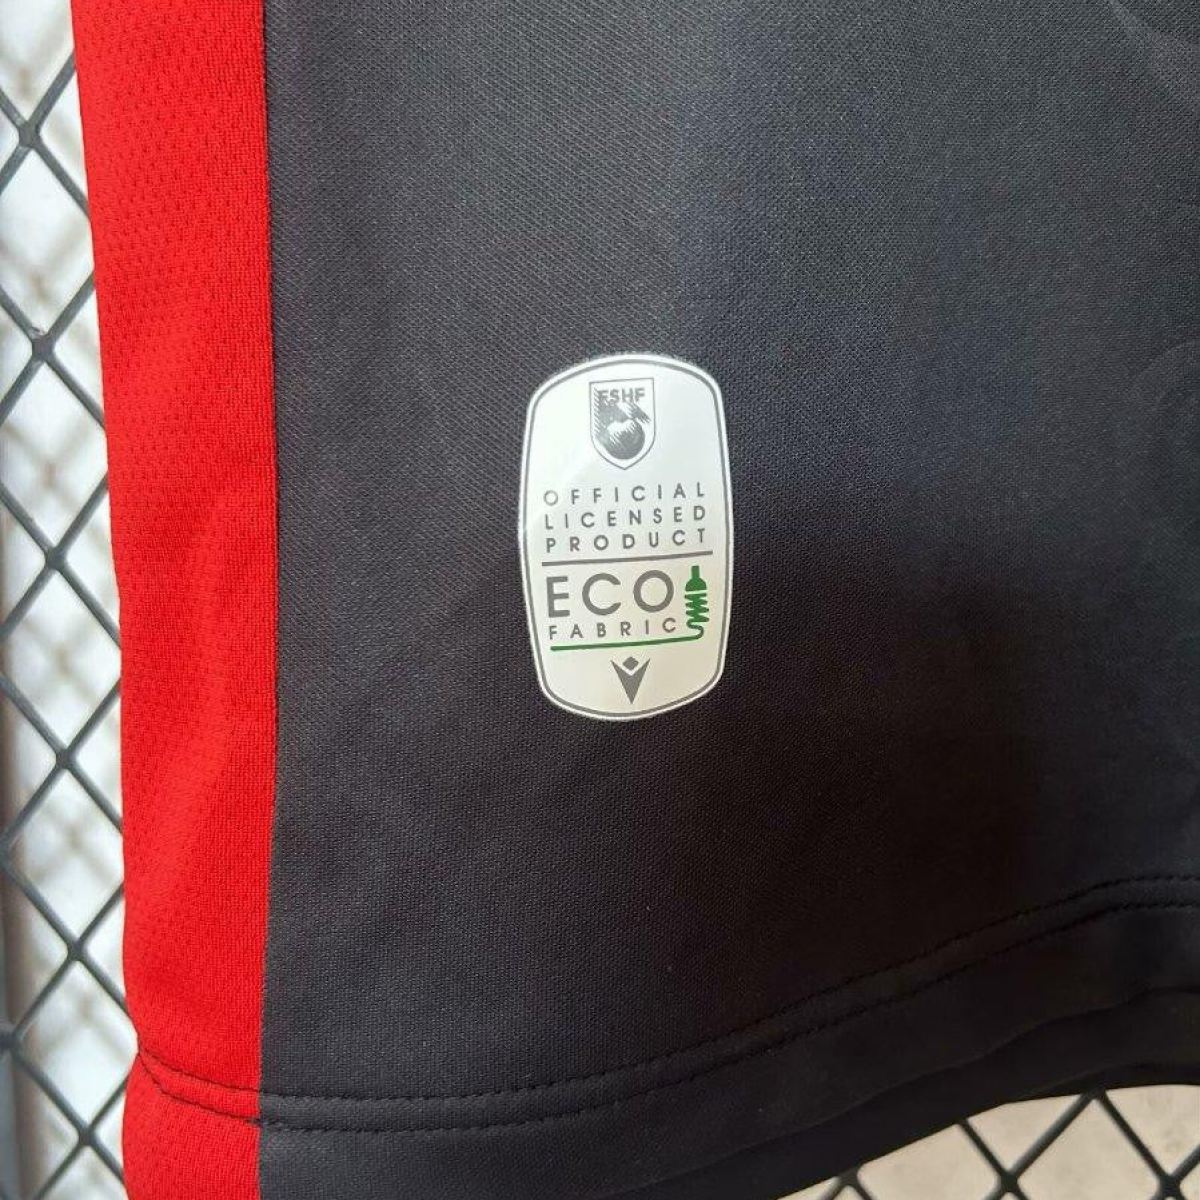 FSHF
OFFICIAL
LICENSED
PRODUCT
ECO
FABRIC